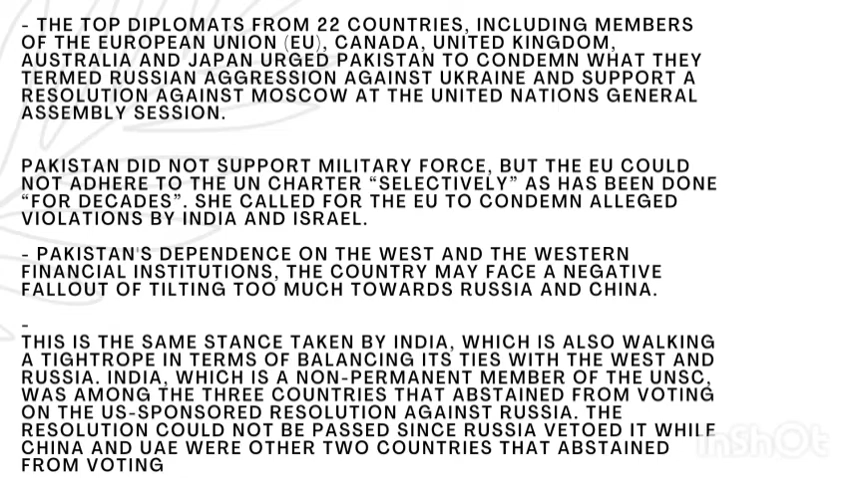 - THE TOP DIPLOMATS FROM 22 COUNTRIES, INCLUDING MEMBERS
OF THE EUROPEAN UNION (EU), CANADA, UNITED KINGDOM,
AUSTRALIA AND JAPAN URGED PAKISTAN TO CONDEMN WHAT THEY
TERMED RUSSIAN AGGRESSION AGAINST UKRAINE AND SUPPORT A
RESOLUTION AGAINST MOSCOW AT THE UNITED NATIONS GENERAL
ASSEMBLY SESSION.
PAKISTAN DID NOT SUPPORT MILITARY FORCE, BUT THE EU COULD
NOT ADHERE TO THE UN CHARTER “SELECTIVELY” AS HAS BEEN DONE
“FOR DECADES”. SHE CALLED FOR THE EU TO CONDEMN ALLEGED
VIOLATIONS BY INDIA AND ISRAEL.
- PAKISTAN'S DEPENDENCE ON THE WEST AND THE WESTERN
FINANCIAL INSTITUTIONS, THE COUNTRY MAY FACE A NEGATIVE
FALLOUT OF TILTING TOO MUCH TOWARDS RUSSIA AND CHINA.
-
THIS IS THE SAME STANCE TAKEN BY INDIA, WHICH IS ALSO WALKING
A TIGHTROPE IN TERMS OF BALANCING ITS TIES WITH THE WEST AND
RUSSIA. INDIA, WHICH IS A NON-PERMANENT MEMBER OF THE UNSC,
WAS AMONG THE THREE COUNTRIES THAT ABSTAINED FROM VOTING
ON THE US-SPONSORED RESOLUTION AGAINST RUSSIA. THE
RESOLUTION COULD NOT BE PASSED SINCE RUSSIA VETOED IT WHILE
CHINA AND UAE WERE OTHER TWO COUNTRIES THAT ABSTAINED
FROM VOTING
InShOt